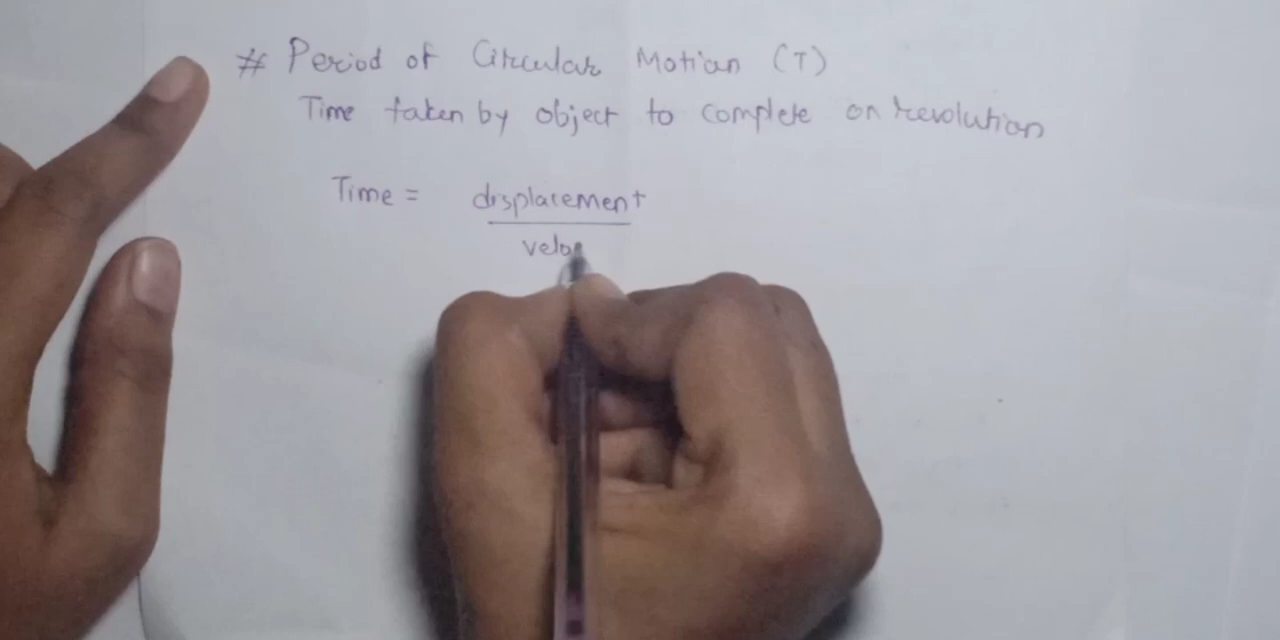 # Period of Circular Motion (T)
Time taken by object to complete on revolution
Time = displacement
velo